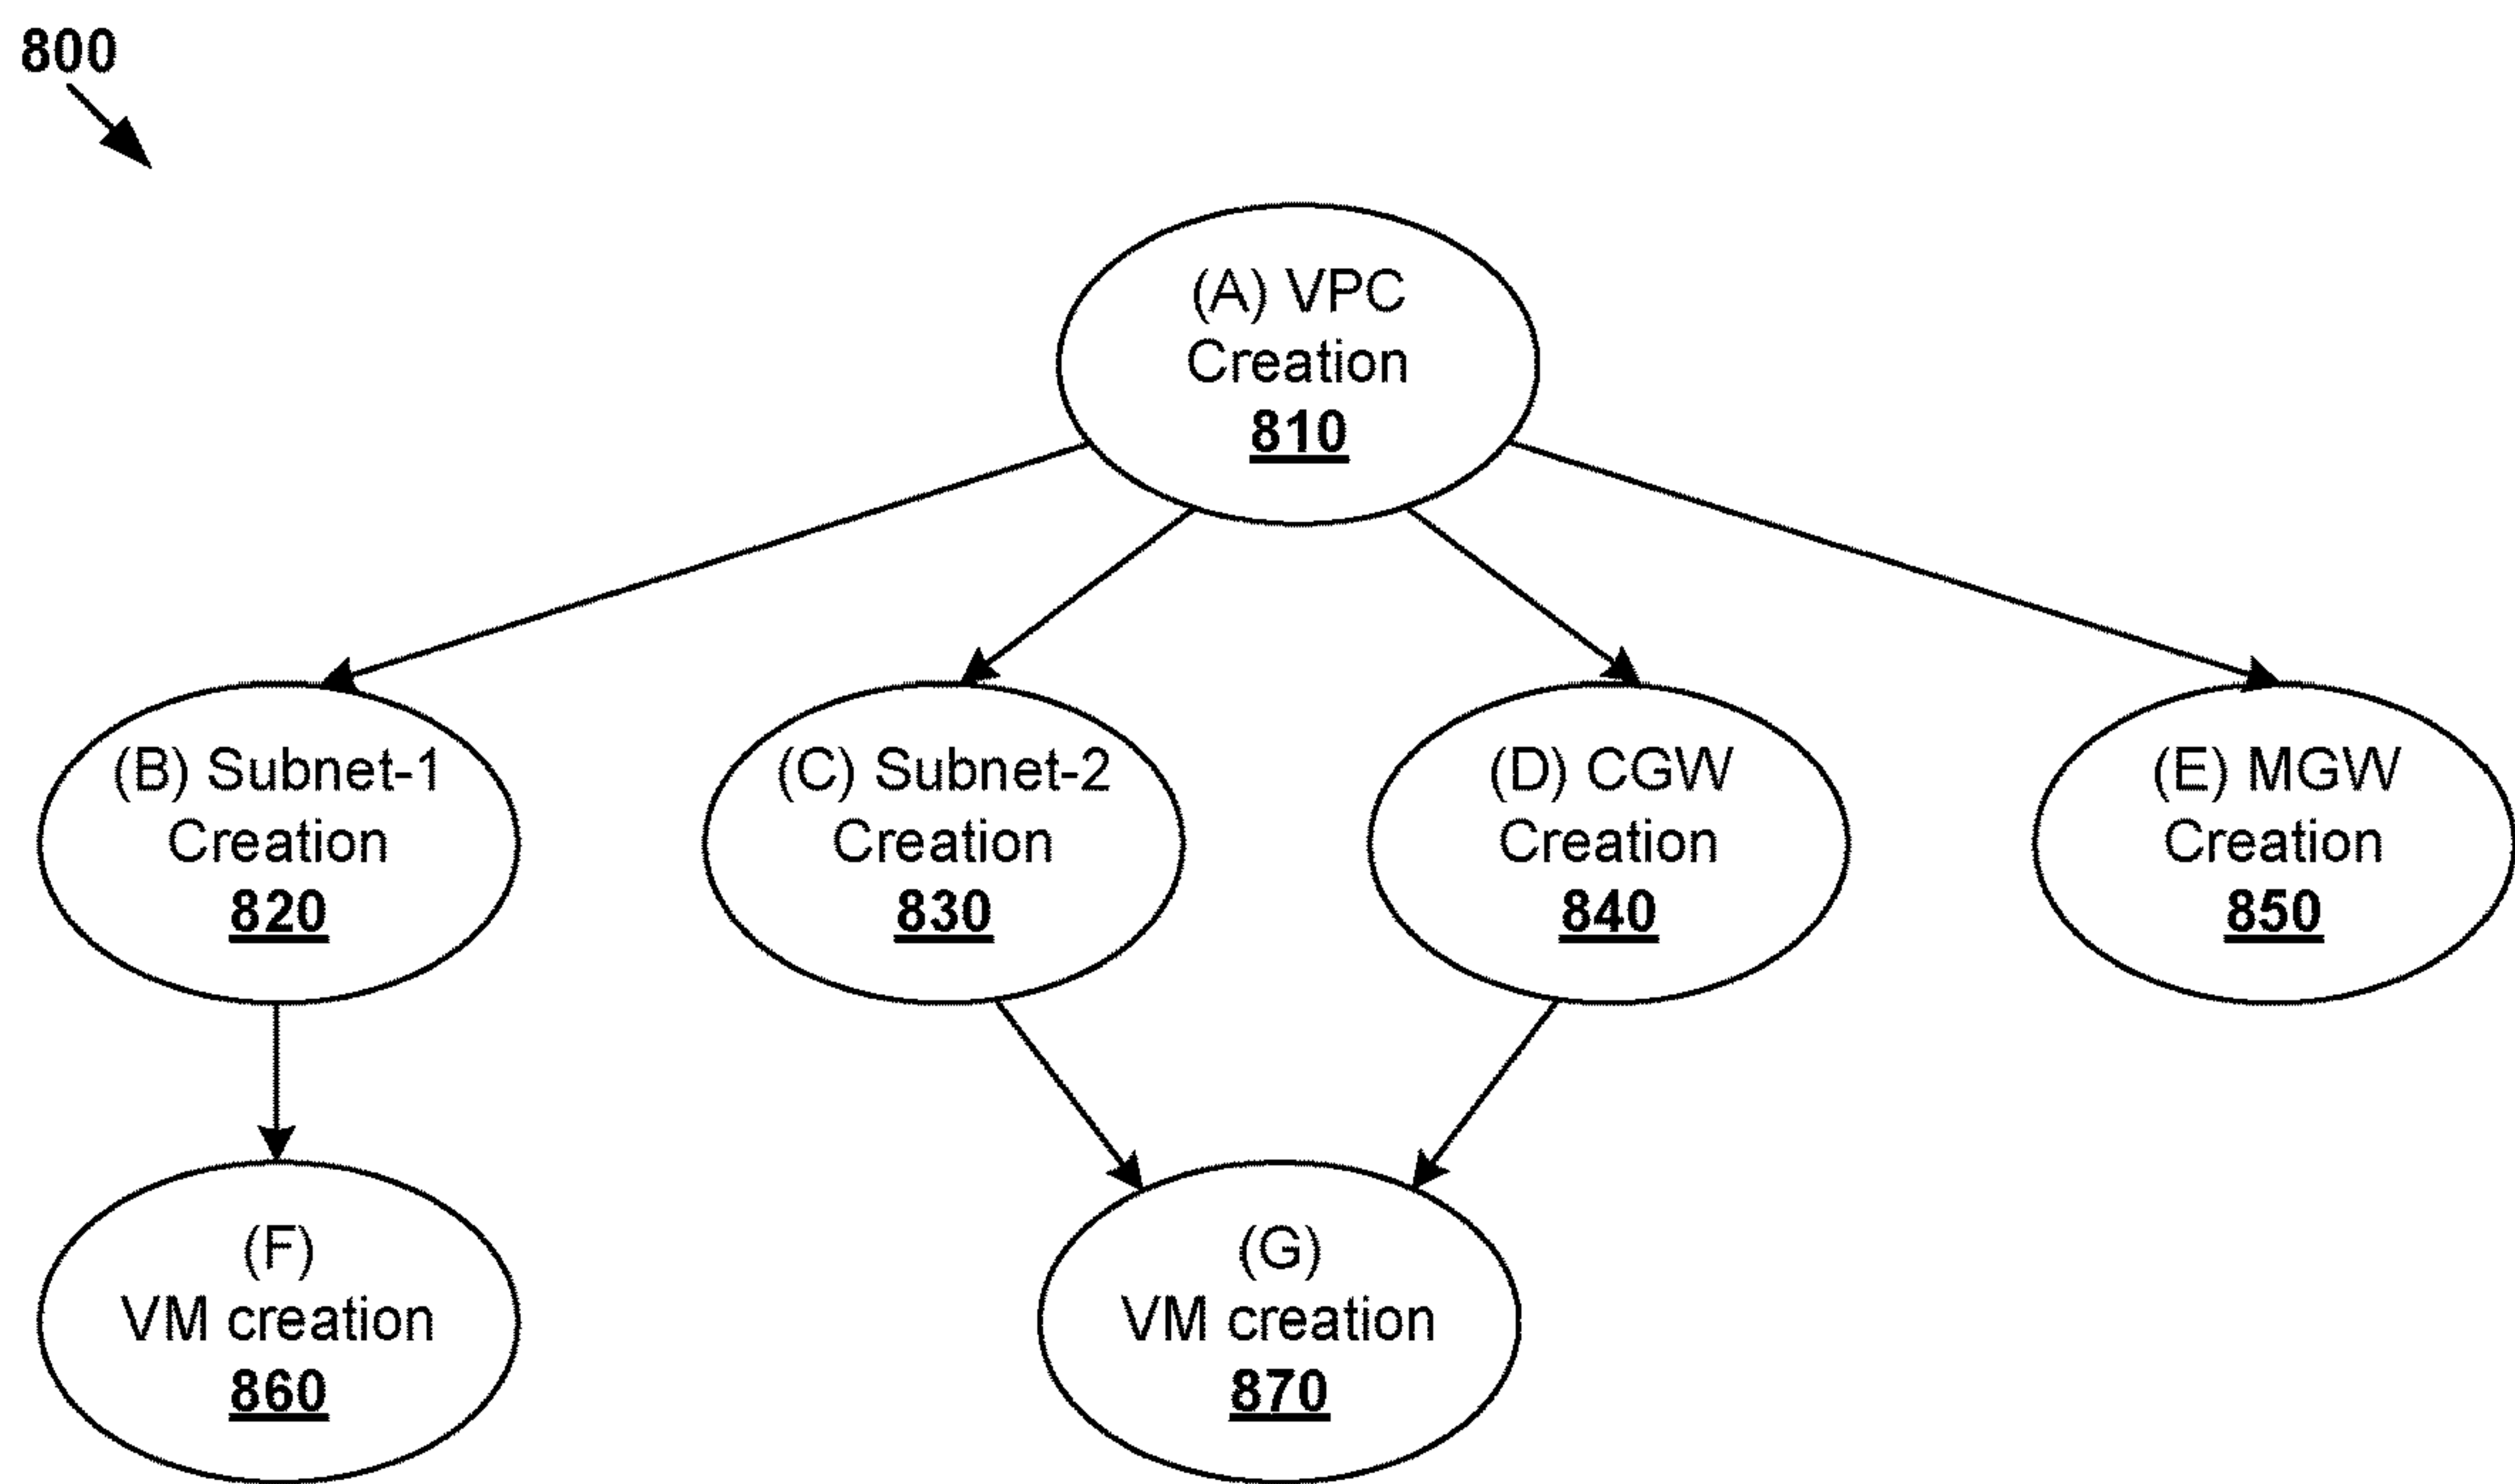 800
(A) VPC
Creation
810
(B) Subnet-1
Creation
820
(C) Subnet-2
Creation
830
(D) CGW
Creation
840
(E) MGW
Creation
850
(F)
VM creation
860
(G)
VM creation
870